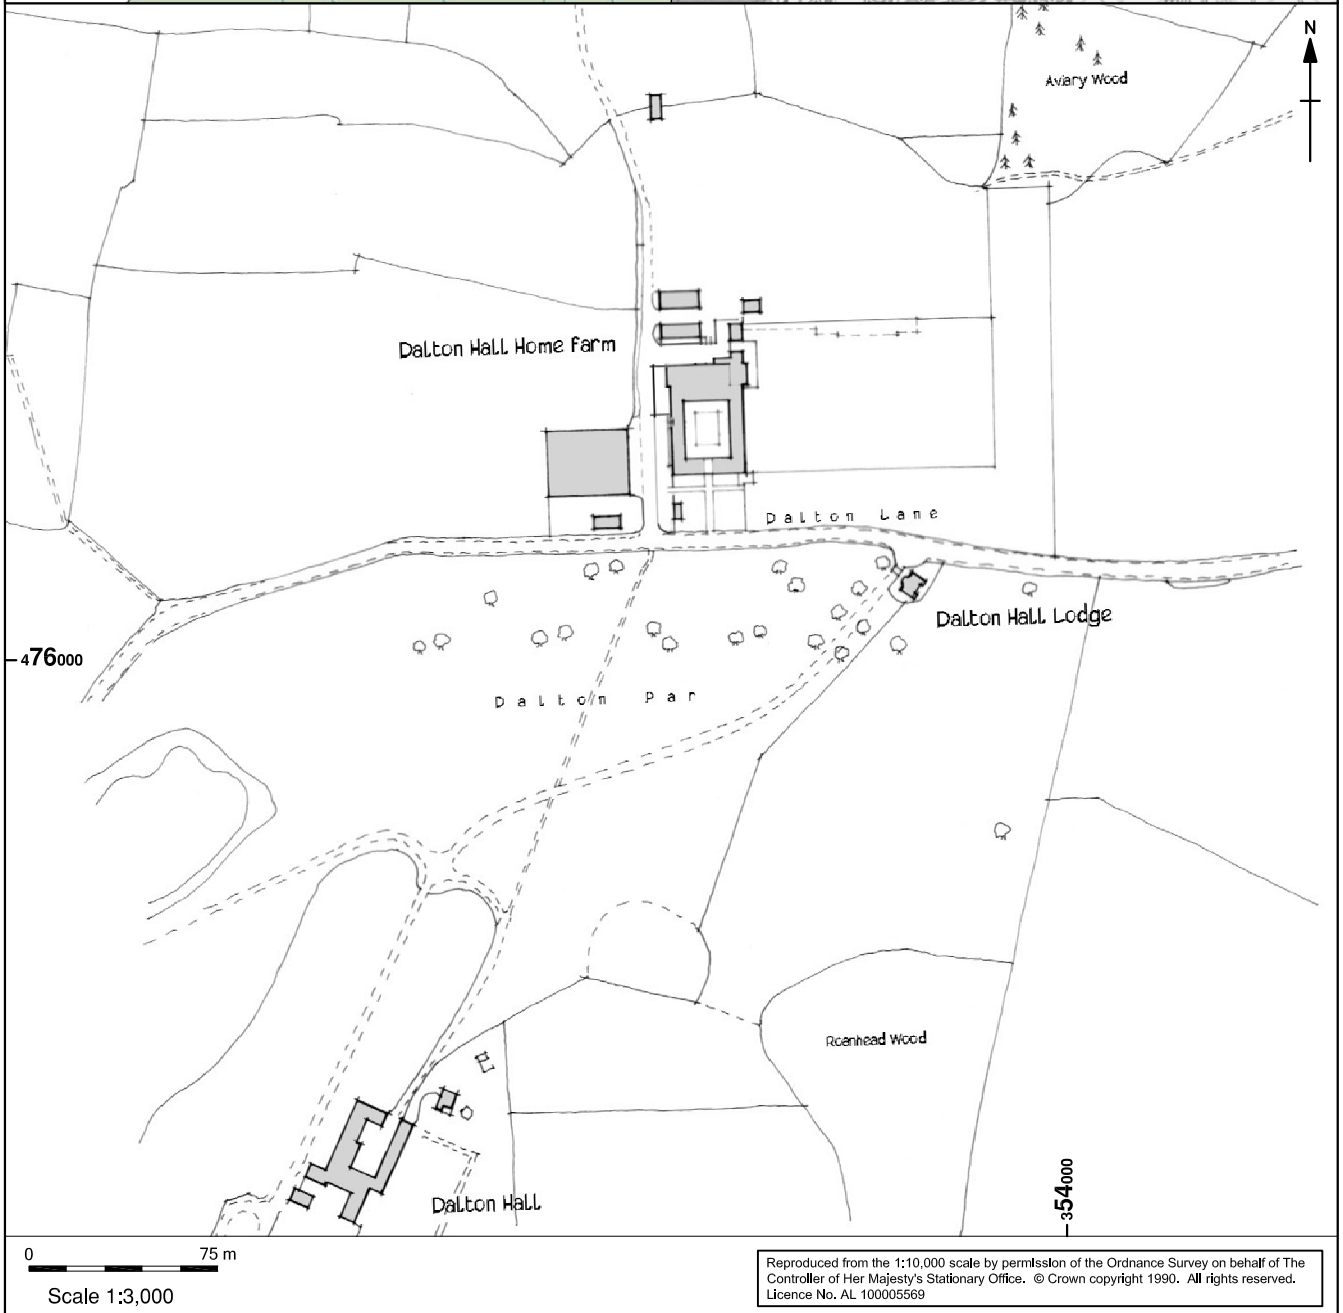 N
Aviary Wood
Dalton Hall Home Farm
Dalton Lane
Dalton Hall Lodge
476000
Dalton Par
Roanhead Wood
354000
Dalton Hall
0 75 m
Scale 1:3,000
Reproduced from the 1:10,000 scale by permission of the Ordnance Survey on behalf of The
Controller of Her Majesty's Stationary Office. © Crown copyright 1990. All rights reserved.
Licence No. AL 100005569